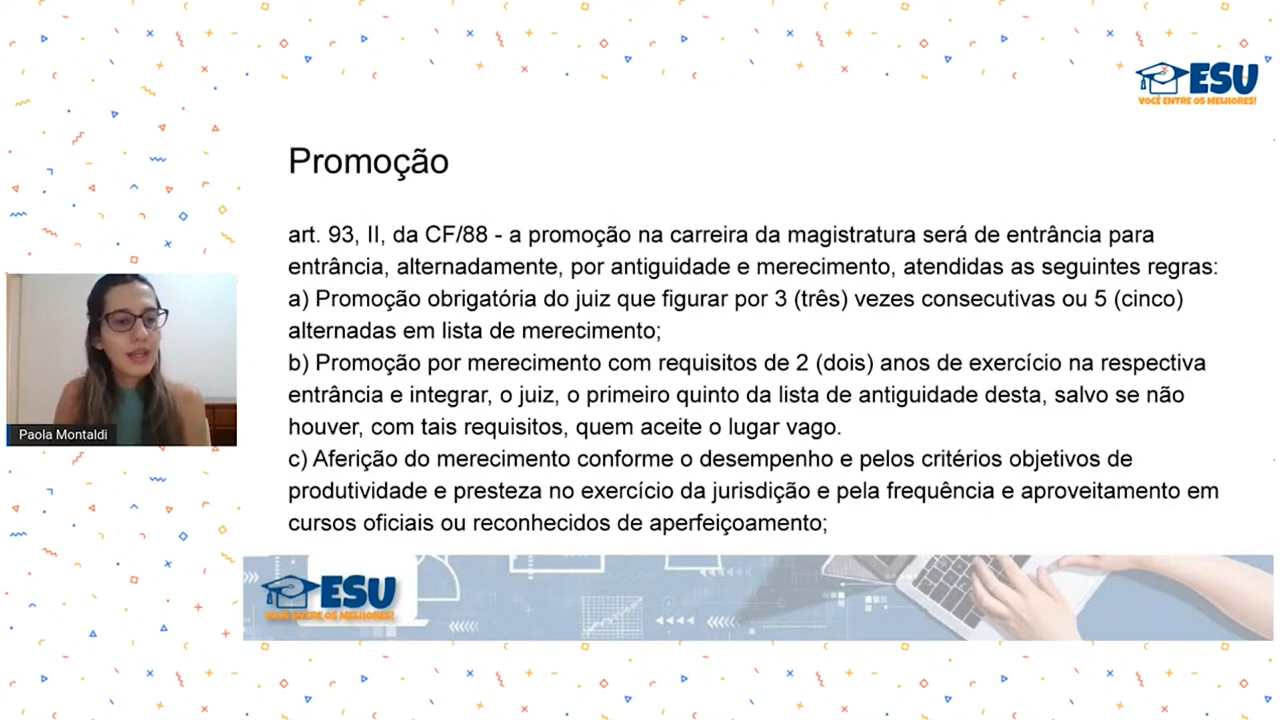 ESU
VOCÊ ENTRE OS MELHORES!
Promoção
art. 93, II, da CF/88 - a promoção na carreira da magistratura será de entrância para
entrância, alternadamente, por antiguidade e merecimento, atendidas as seguintes regras:
a) Promoção obrigatória do juiz que figurar por 3 (três) vezes consecutivas ou 5 (cinco)
alternadas em lista de merecimento;
b) Promoção por merecimento com requisitos de 2 (dois) anos de exercício na respectiva
entrância e integrar, o juiz, o primeiro quinto da lista de antiguidade desta, salvo se não
houver, com tais requisitos, quem aceite o lugar vago.
c) Aferição do merecimento conforme o desempenho e pelos critérios objetivos de
produtividade e presteza no exercício da jurisdição e pela frequência e aproveitamento em
cursos oficiais ou reconhecidos de aperfeiçoamento;
Paola Montaldi
ESU
VOCÊ ENTRE OS MELHORES!